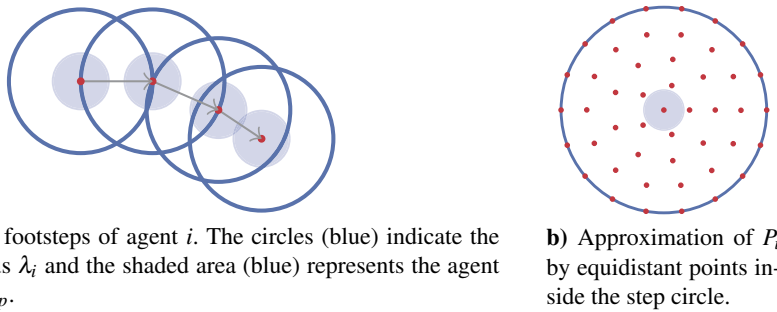 footsteps of agent i. The circles (blue) indicate the
λᵢ and the shaded area (blue) represents the agent
b) Approximation of Pᵢ
by equidistant points in-
side the step circle.